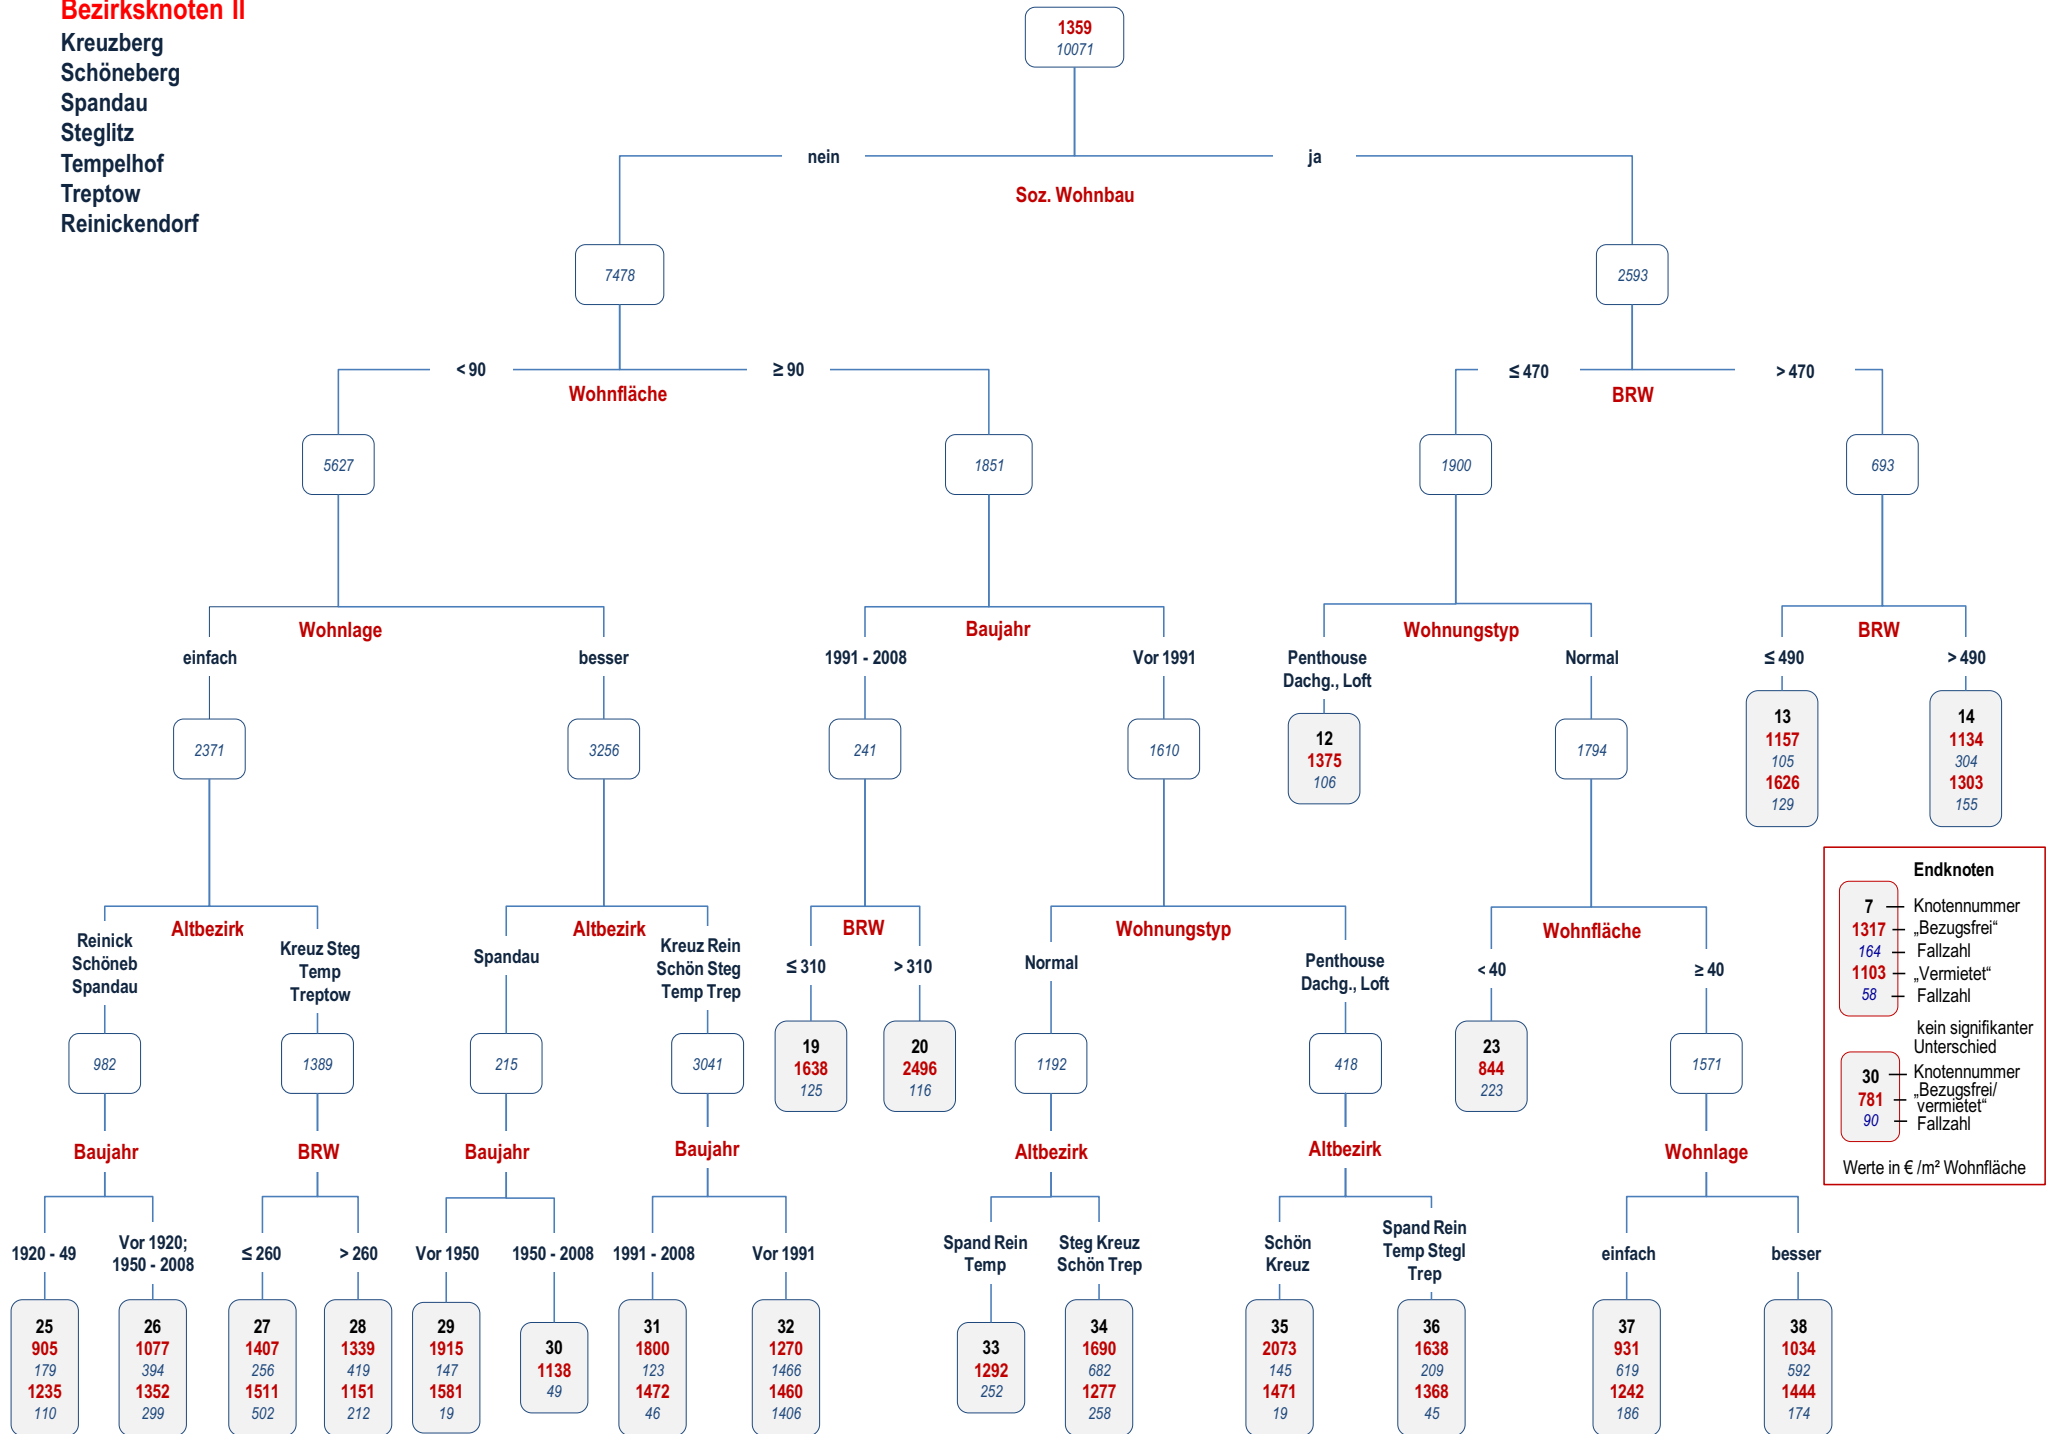 Bezirksknoten II
Kreuzberg
Schöneberg
Spandau
Steglitz
Tempelhof
Treptow
Reinickendorf
1359
10071
nein
ja
Soz. Wohnbau
7478
2593
< 90
≥ 90
Wohnfläche
≤ 470
> 470
BRW
5627
1851
1900
693
Wohnlage
einfach
besser
Baujahr
1991 - 2008
Vor 1991
Wohnungstyp
Penthouse
Dachg., Loft
Normal
BRW
≤ 490
> 490
2371
3256
241
1610
12
1375
106
1794
13
1157
105
1626
129
14
1134
304
1303
155
Altbezirk
Reinick
Schöneb
Spandau
Kreuz Steg
Temp
Treptow
Altbezirk
Spandau
Kreuz Rein
Schön Steg
Temp Trep
BRW
≤ 310
> 310
Wohnungstyp
Normal
Penthouse
Dachg., Loft
Wohnfläche
< 40
≥ 40
982
1389
215
3041
19
1638
125
20
2496
116
1192
418
23
844
223
1571
Baujahr
BRW
Baujahr
Baujahr
Altbezirk
Altbezirk
Wohnlage
1920 - 49
Vor 1920;
1950 - 2008
≤ 260
> 260
Vor 1950
1950 - 2008
1991 - 2008
Vor 1991
Spand Rein
Temp
Steg Kreuz
Schön Trep
Schön
Kreuz
Spand Rein
Temp Stegl
Trep
einfach
besser
25
905
179
1235
110
26
1077
394
1352
299
27
1407
256
1511
502
28
1339
419
1151
212
29
1915
147
1581
19
30
1138
49
31
1800
123
1472
46
32
1270
1466
1460
1406
33
1292
252
34
1690
682
1277
258
35
2073
145
1471
19
36
1638
209
1368
45
37
931
619
1242
186
38
1034
592
1444
174
Endknoten
7 Knotennummer
1317 „Bezugsfrei“
164 Fallzahl
1103 „Vermietet“
58 Fallzahl
kein signifikanter
Unterschied
30 Knotennummer
781 „Bezugsfrei/
vermietet“
90 Fallzahl
Werte in € /m² Wohnfläche